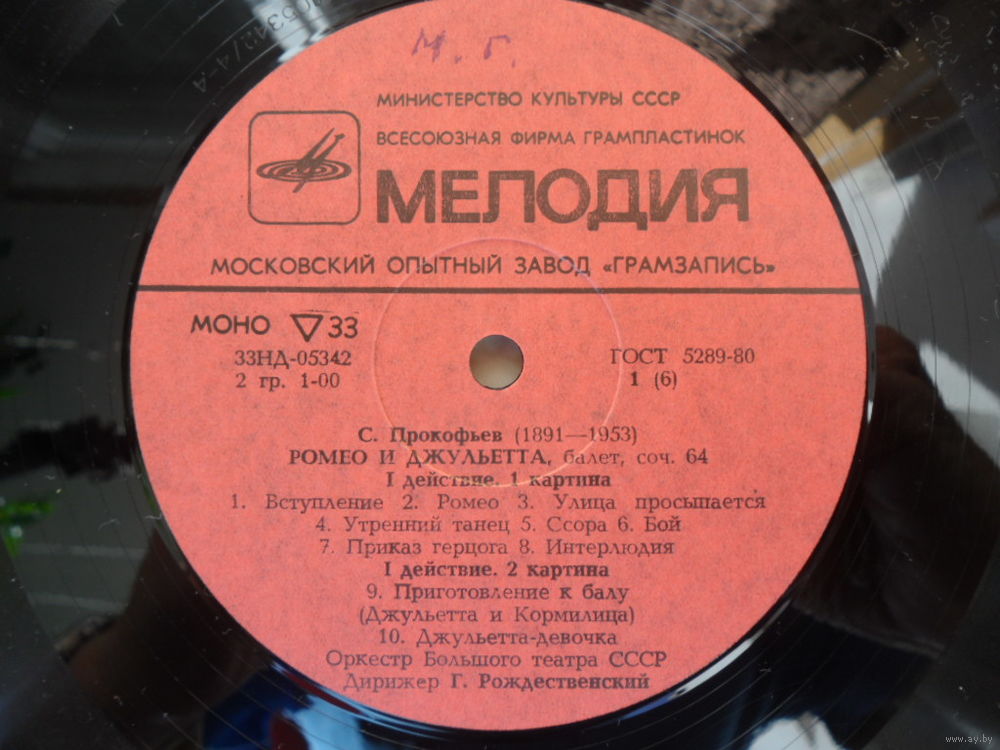 М. Г.
МИНИСТЕРСТВО КУЛЬТУРЫ СССР
ВСЕСОЮЗНАЯ ФИРМА ГРАМПЛАСТИНОК
МЕЛОДИЯ
МОСКОВСКИЙ ОПЫТНЫЙ ЗАВОД «ГРАМЗАПИСЬ»
МОНО ▽ 33
33НД-05342
2 гр. 1-00
ГОСТ 5289-80
1 (6)
С. Прокофьев (1891—1953)
РОМЕО И ДЖУЛЬЕТТА, балет, соч. 64
I действие. 1 картина
1. Вступление 2. Ромео 3. Улица просыпается
4. Утренний танец 5. Ссора 6. Бой
7. Приказ герцога 8. Интерлюдия
I действие. 2 картина
9. Приготовление к балу
(Джульетта и Кормилица)
10. Джульетта-девочка
Оркестр Большого театра СССР
Дирижер Г. Рождественский
www.ay.by